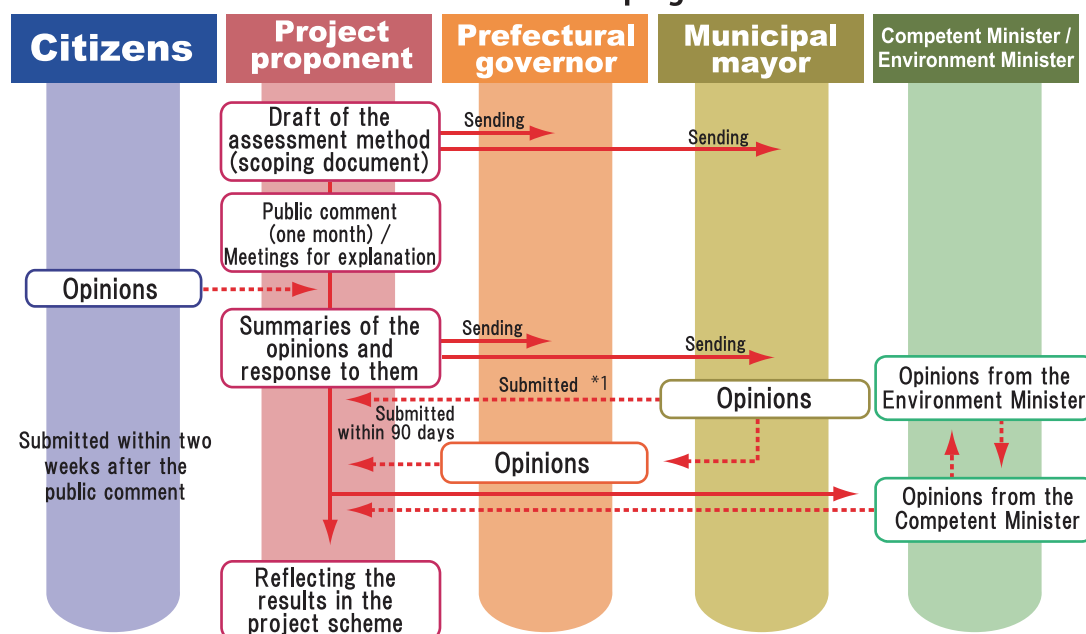 Citizens
Project
proponent
Prefectural
governor
Municipal
mayor
Competent Minister /
Environment Minister
Draft of the
assessment method
(scoping document)
Sending
Sending
Public comment
(one month) /
Meetings for explanation
Opinions
Summaries of the
opinions and
response to them
Sending
Sending
Submitted *1
Opinions
Opinions from the
Environment Minister
Submitted within two
weeks after the
public comment
Submitted
within 90 days
Opinions
Opinions from the
Competent Minister
Reflecting the
results in the
project scheme